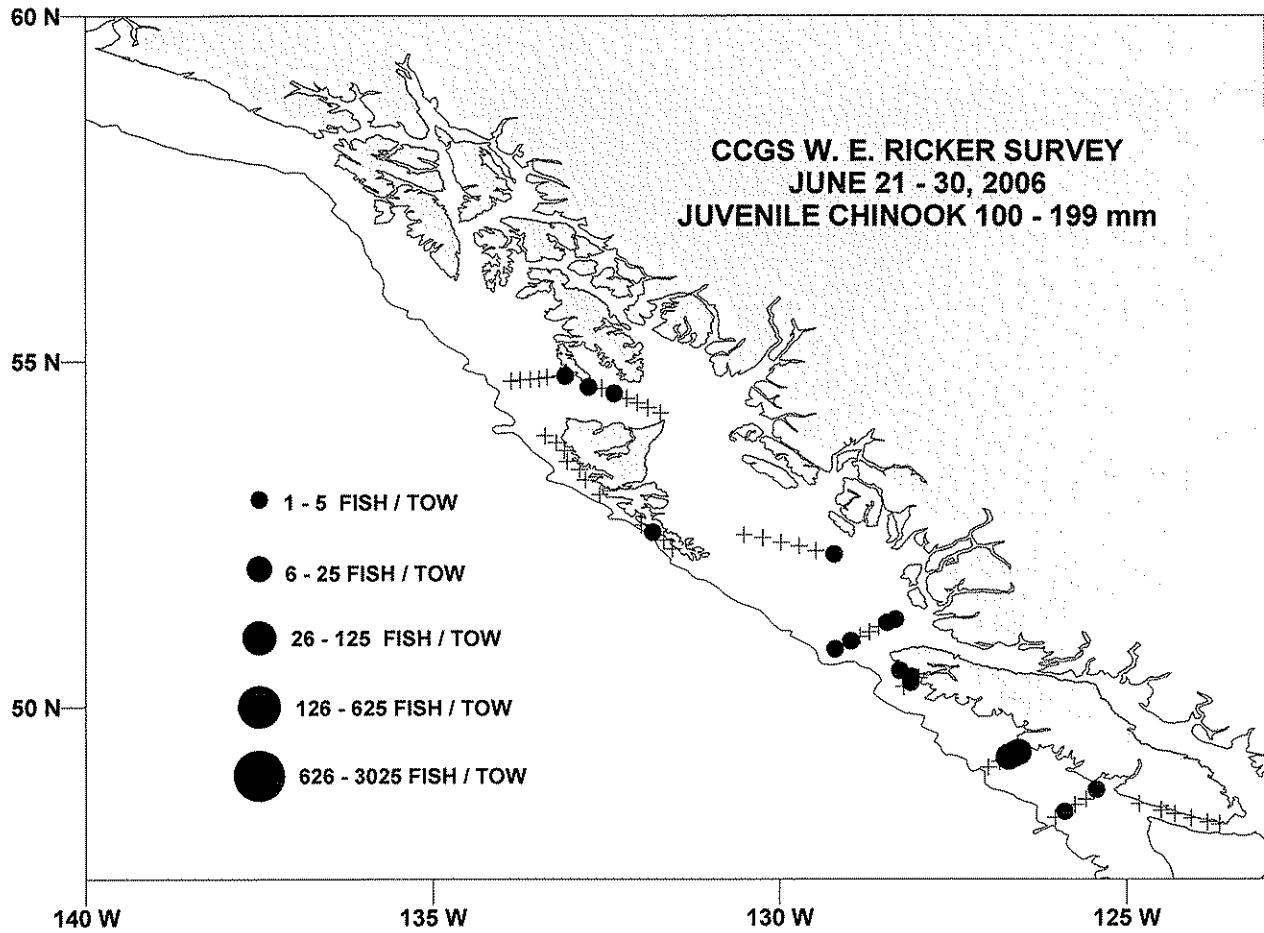 60 N
CCGS W. E. RICKER SURVEY
JUNE 21 - 30, 2006
JUVENILE CHINOOK 100 - 199 mm
55 N
1 - 5 FISH / TOW
6 - 25 FISH / TOW
26 - 125 FISH / TOW
50 N
126 - 625 FISH / TOW
626 - 3025 FISH / TOW
140 W
135 W
130 W
125 W